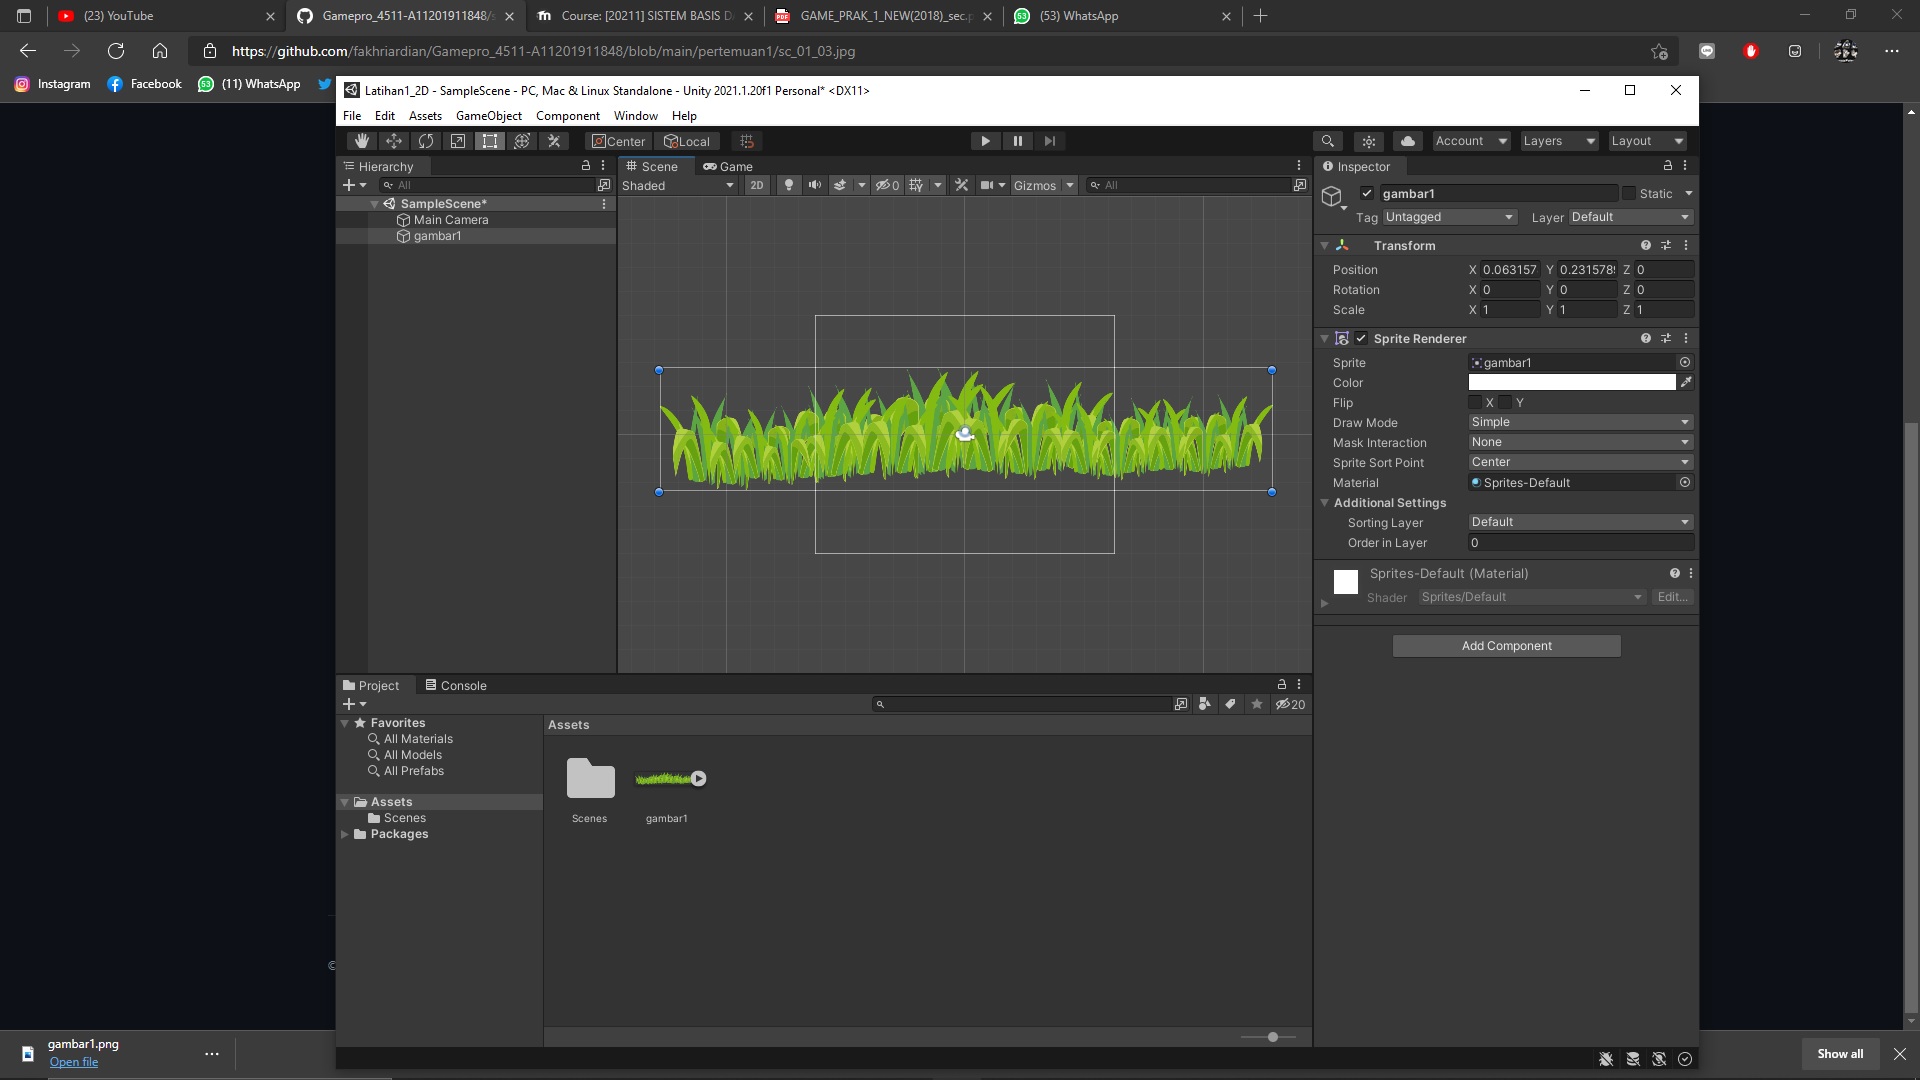 (23) YouTube
Gamepro_4511-A11201911848/s
Course: [20211] SISTEM BASIS D
GAME_PRAK_1_NEW(2018)_sec.p
(53) WhatsApp
https://github.com/fakhriardian/Gamepro_4511-A11201911848/blob/main/pertemuan1/sc_01_03.jpg
Instagram
Facebook
(11) WhatsApp
Latihan1_2D - SampleScene - PC, Mac & Linux Standalone - Unity 2021.1.20f1 Personal* <DX11>
File Edit Assets GameObject Component Window Help
Center Local
Account Layers Layout
Hierarchy
All
SampleScene*
Main Camera
gambar1
Scene Game
Shaded 2D 0 Gizmos All
Inspector
gambar1 Static
Tag Untagged Layer Default
Transform
Position X 0.063157 Y 0.231578 Z 0
Rotation X 0 Y 0 Z 0
Scale X 1 Y 1 Z 1
Sprite Renderer
Sprite gambar1
Color
Flip X Y
Draw Mode Simple
Mask Interaction None
Sprite Sort Point Center
Material Sprites-Default
Additional Settings
Sorting Layer Default
Order in Layer 0
Sprites-Default (Material)
Shader Sprites/Default Edit...
Add Component
Project Console
20
Favorites
All Materials
All Models
All Prefabs
Assets
Scenes
Packages
Assets
Scenes
gambar1
©
gambar1.png
Open file
Show all